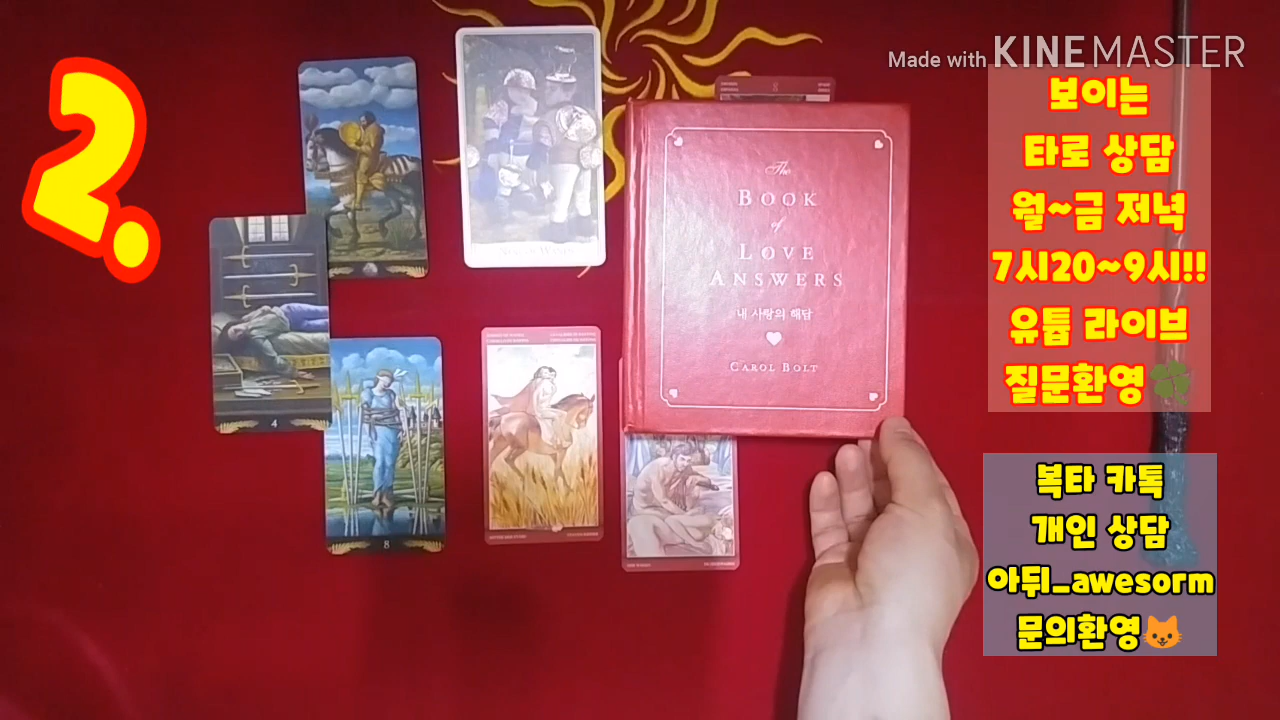 2.
Made with KINEMASTER
보이는
타로 상담
월~금 저녁
7시20~9시!!
유튭 라이브
질문환영🍀
The
BOOK
of
LOVE
ANSWERS
내 사랑의 해답
CAROL BOLT
4
8
복타 카톡
개인 상담
아뒤_awesorm
문의환영😺